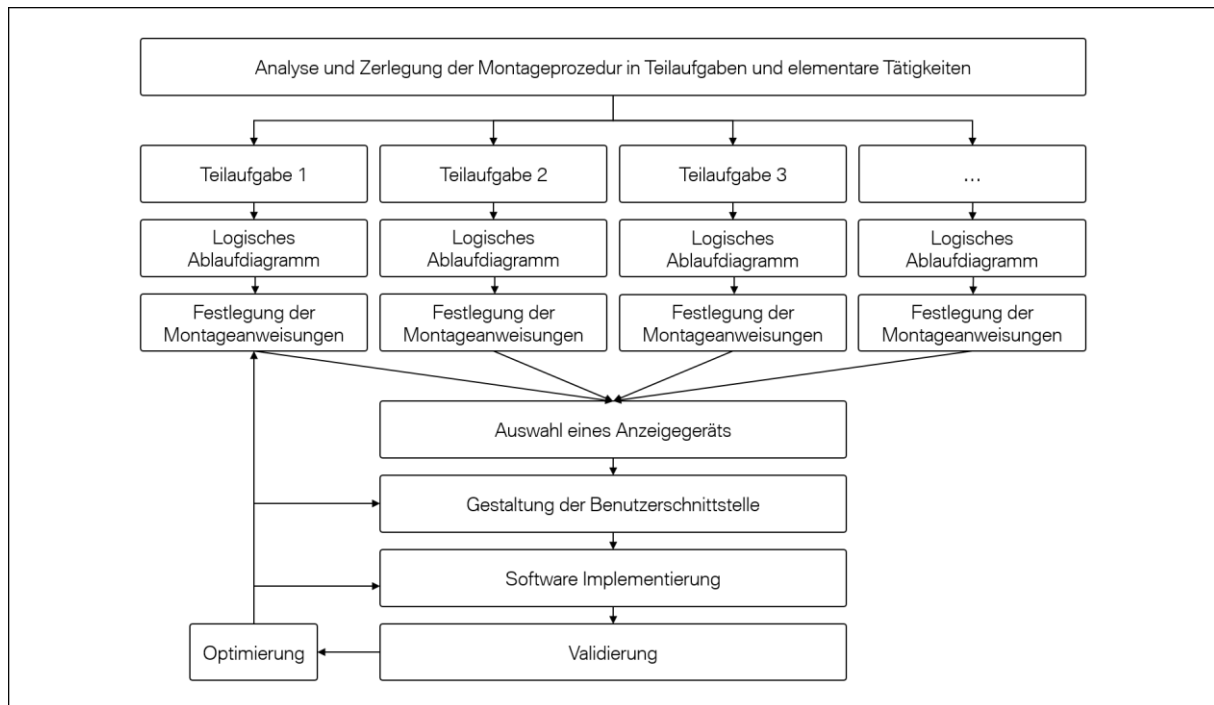 Analyse und Zerlegung der Montageprozedur in Teilaufgaben und elementare Tätigkeiten
Teilaufgabe 1
Teilaufgabe 2
Teilaufgabe 3
...
Logisches
Ablaufdiagramm
Logisches
Ablaufdiagramm
Logisches
Ablaufdiagramm
Logisches
Ablaufdiagramm
Festlegung der
Montageanweisungen
Festlegung der
Montageanweisungen
Festlegung der
Montageanweisungen
Festlegung der
Montageanweisungen
Auswahl eines Anzeigegeräts
Gestaltung der Benutzerschnittstelle
Software Implementierung
Optimierung
Validierung